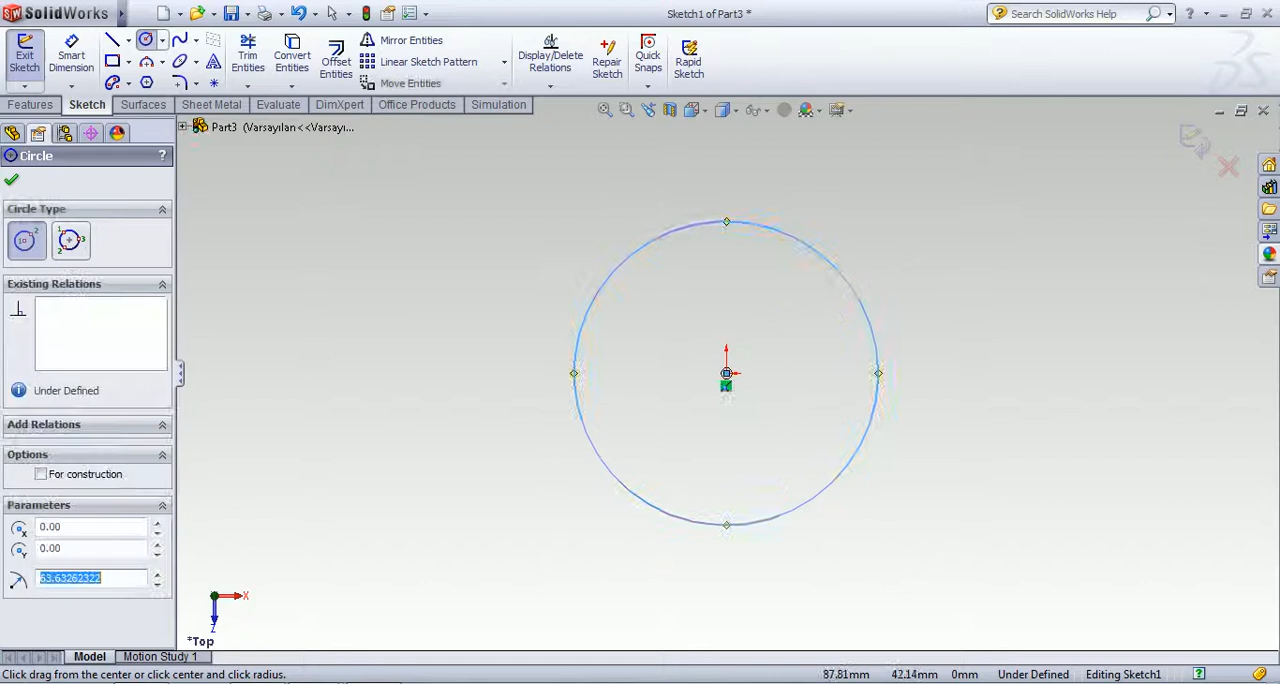 SolidWorks
Sketch1 of Part3 *
Search SolidWorks Help
Exit Sketch
Smart Dimension
Trim Entities
Convert Entities
Offset Entities
Mirror Entities
Linear Sketch Pattern
Move Entities
Display/Delete Relations
Repair Sketch
Quick Snaps
Rapid Sketch
Features Sketch Surfaces Sheet Metal Evaluate DimXpert Office Products Simulation
Part3 (Varsayılan<<Varsayı...
Circle ?
Circle Type
Existing Relations
Under Defined
Add Relations
Options
For construction
Parameters
0.00
0.00
63.63262322
X
Z
*Top
Model Motion Study 1
Click drag from the center or click center and click radius. 87.81mm 42.14mm 0mm Under Defined Editing Sketch1 ?